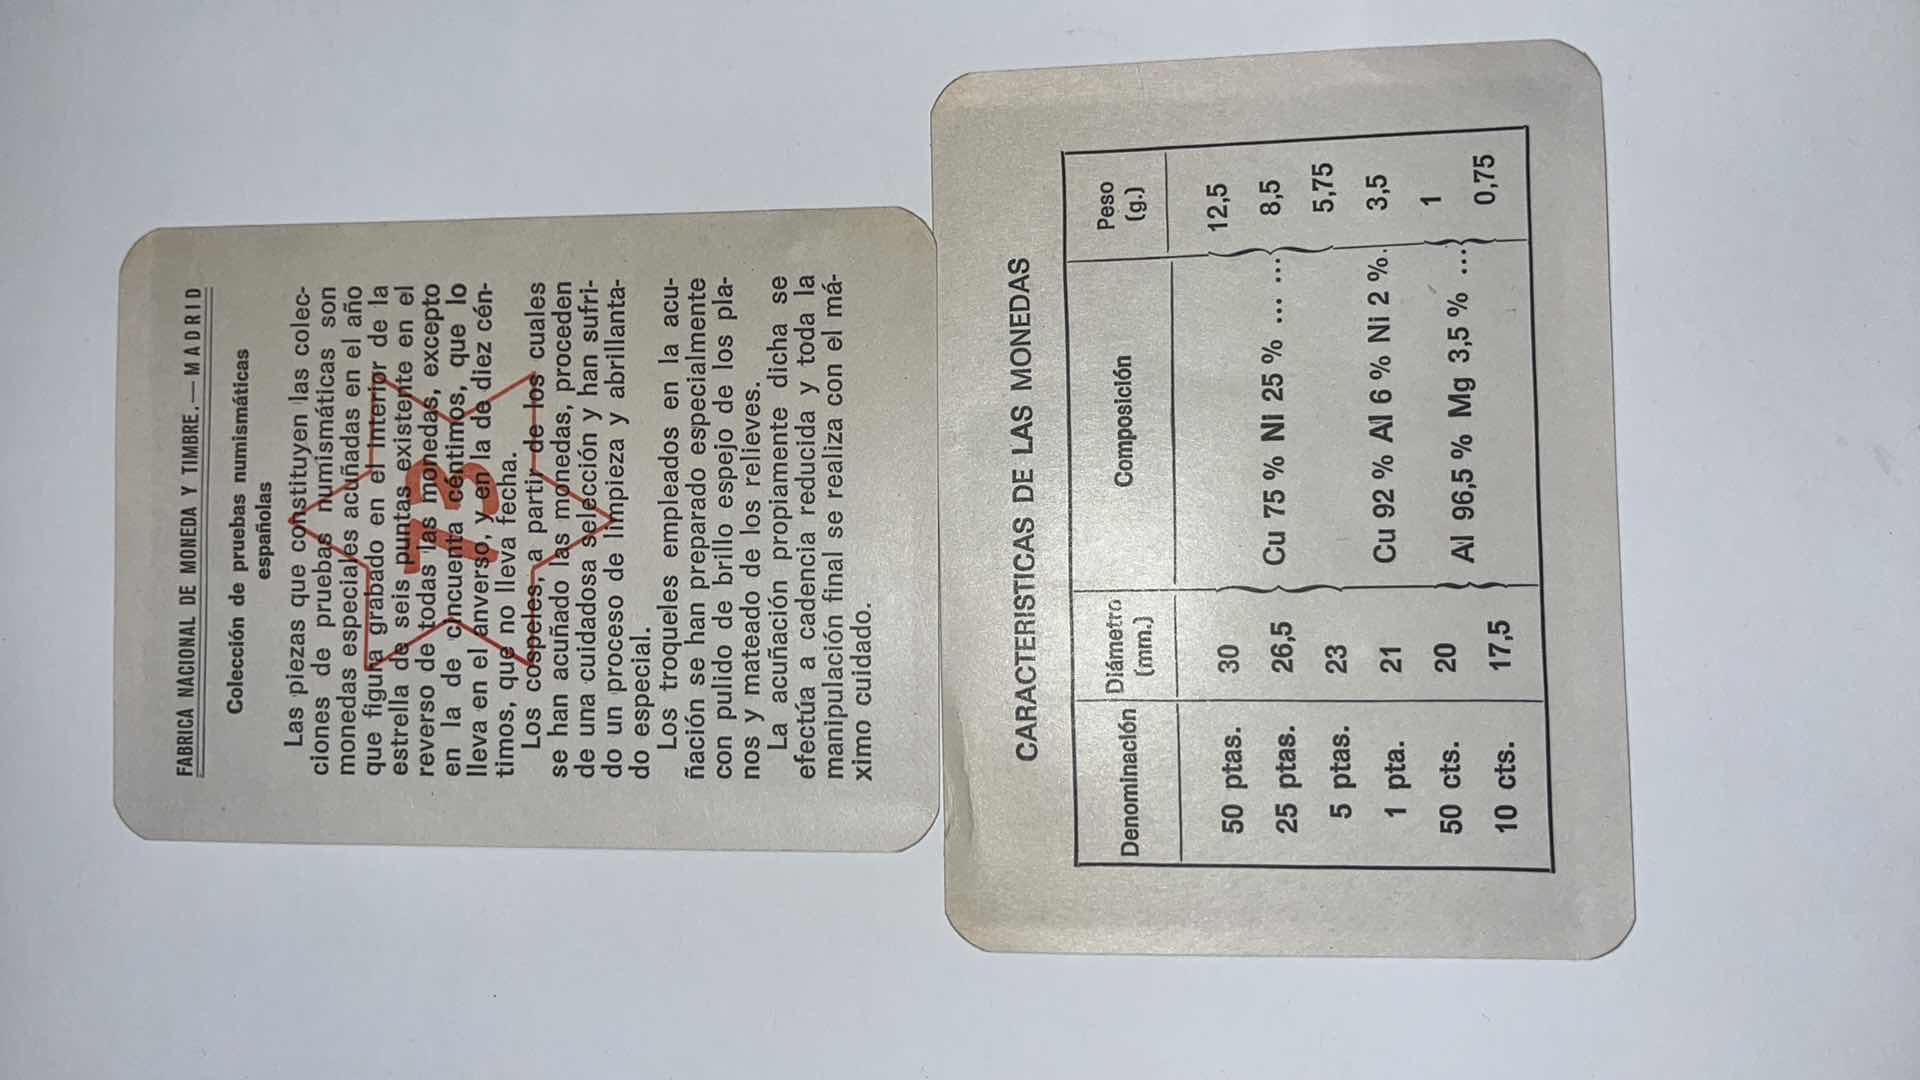 FABRICA NACIONAL DE MONEDA Y TIMBRE.—MADRID
Colección de pruebas numismáticas
españolas
Las piezas que constituyen las colec-
ciones de pruebas numismáticas son
monedas especiales acuñadas en el año
que figura grabado en el interior de la
estrella de seis puntas existente en el
reverso de todas las monedas, excepto
en la de cincuenta céntimos, que lo
lleva en el anverso, y en la de diez cén-
timos, que no lleva fecha.
Los cospeles, a partir de los cuales
se han acuñado las monedas, proceden
de una cuidadosa selección y han sufri-
do un proceso de limpieza y abrillanta-
do especial.
Los troqueles empleados en la acu-
ñación se han preparado especialmente
con pulido de brillo espejo de los pla-
nos y mateado de los relieves.
La acuñación propiamente dicha se
efectúa a cadencia reducida y toda la
manipulación final se realiza con el má-
ximo cuidado.
73
CARACTERISTICAS DE LAS MONEDAS
Denominación Diámetro (mm.) Composición Peso (g.)
50 ptas. 30 12,5
25 ptas. 26,5 Cu 75 % NI 25 % ... ... 8,5
5 ptas. 23 5,75
1 pta. 21 Cu 92 % Al 6 % Ni 2 %. 3,5
50 cts. 20 1
Al 96,5 % Mg 3,5 % ...
10 cts. 17,5 0,75